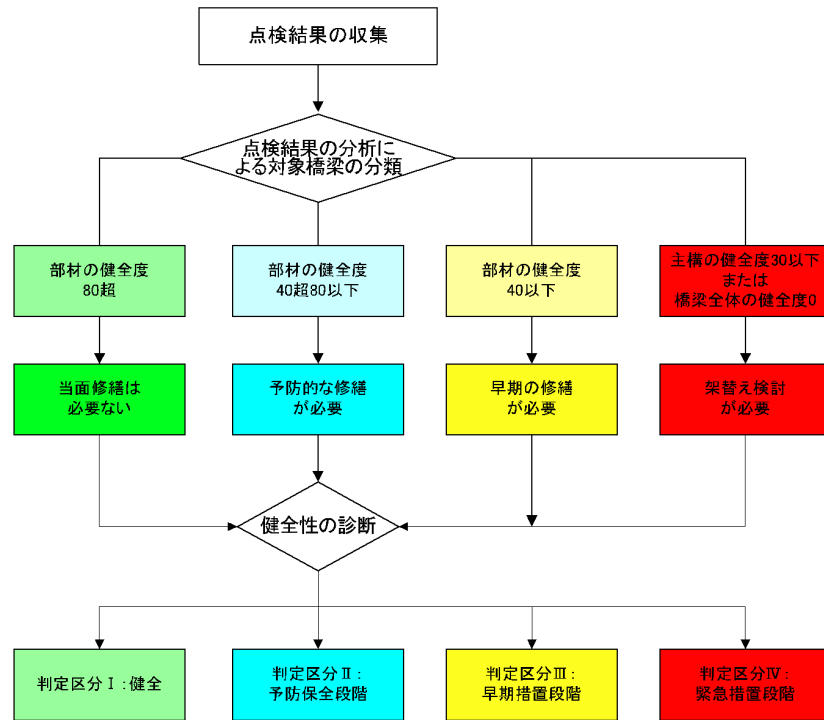 点検結果の収集
点検結果の分析に
よる対象橋梁の分類
部材の健全度
80超
部材の健全度
40超80以下
部材の健全度
40以下
主構の健全度30以下
または
橋梁全体の健全度0
当面修繕は
必要ない
予防的な修繕
が必要
早期の修繕
が必要
架替え検討
が必要
健全性の診断
判定区分Ⅰ:健全
判定区分Ⅱ:
予防保全段階
判定区分Ⅲ:
早期措置段階
判定区分Ⅳ:
緊急措置段階